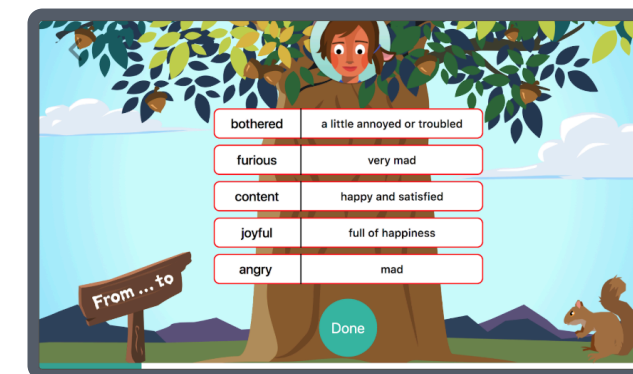 bothered a little annoyed or troubled
furious very mad
content happy and satisfied
joyful full of happiness
angry mad
From ... to
Done